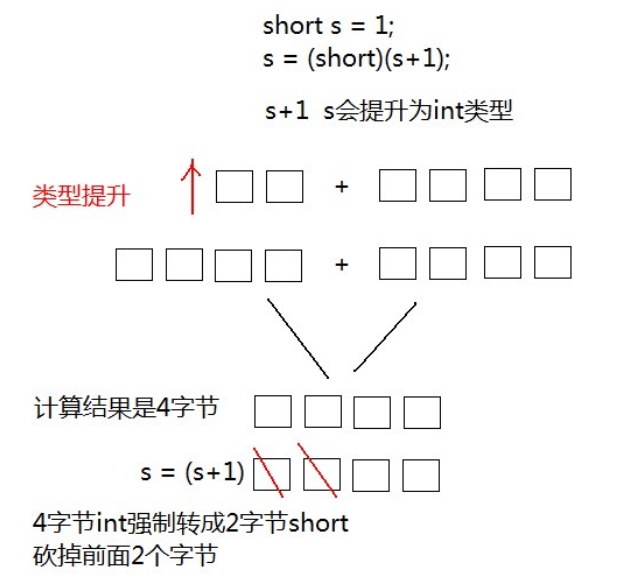 short s = 1;
s = (short)(s+1);
s+1 s会提升为int类型
类型提升
+
+
计算结果是4字节
s = (s+1)
4字节int强制转成2字节short
砍掉前面2个字节